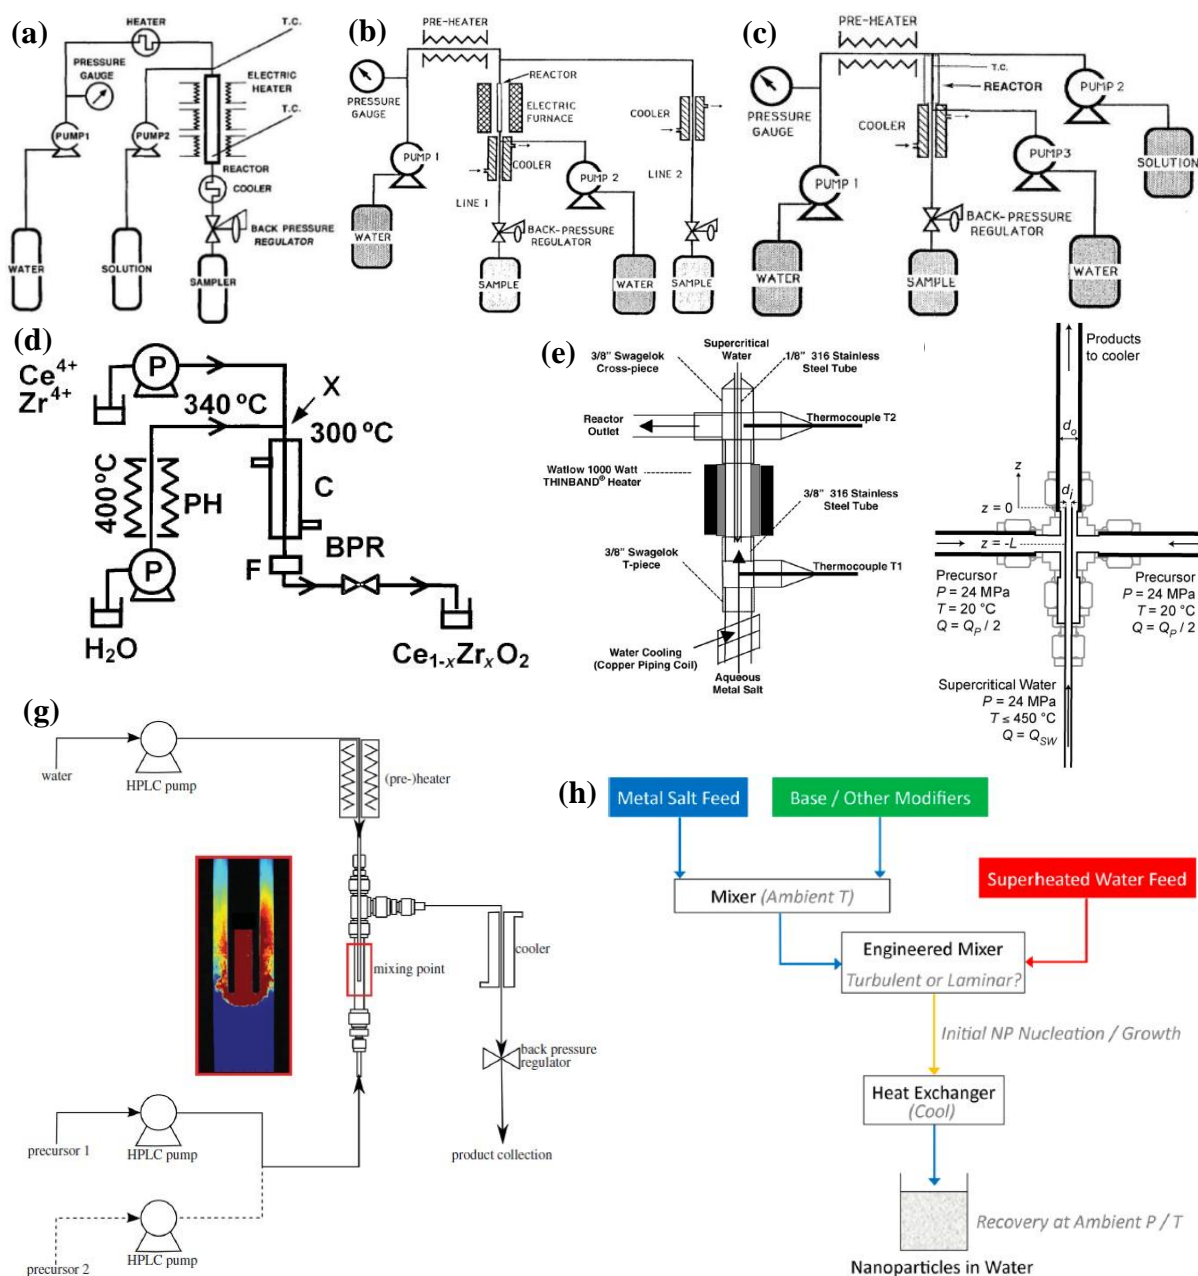 (a)
HEATER
T.C.
PRESSURE
GAUGE
ELECTRIC
HEATER
T.C.
PUMP1
PUMP2
REACTOR
COOLER
BACK PRESSURE
REGULATOR
WATER
SOLUTION
SAMPLER
(b)
PRE-HEATER
REACTOR
PRESSURE
GAUGE
ELECTRIC
FURNACE
COOLER
PUMP 1
COOLER
PUMP 2
LINE 2
LINE 1
WATER
BACK-PRESSURE
REGULATOR
SAMPLE
WATER
SAMPLE
(c)
PRE-HEATER
T.C.
REACTOR
PUMP 2
PRESSURE
GAUGE
COOLER
PUMP3
SOLUTION
PUMP 1
BACK-PRESSURE
REGULATOR
WATER
SAMPLE
WATER
(d)
Ce4+
Zr4+
P
340 ºC
X
300 ºC
400ºC
PH
C
P
F
BPR
H2O
Ce1-xZrxO2
(e)
Supercritical
Water
3/8” Swagelok
Cross-piece
1/8” 316 Stainless
Steel Tube
Reactor
Outlet
Thermocouple T2
Watlow 1000 Watt
THINBAND® Heater
3/8” 316 Stainless
Steel Tube
3/8” Swagelok
T-piece
Thermocouple T1
Water Cooling
(Copper Piping Coil)
Aqueous
Metal Salt
Products
to cooler
do
z
di
z = 0
z = -L
Precursor
P = 24 MPa
T = 20 °C
Q = QP / 2
Precursor
P = 24 MPa
T = 20 °C
Q = QP / 2
Supercritical Water
P = 24 MPa
T ≤ 450 °C
Q = QSW
(g)
water
HPLC pump
(pre-)heater
cooler
mixing point
back pressure
regulator
precursor 1
HPLC pump
product collection
precursor 2
HPLC pump
(h)
Metal Salt Feed
Base / Other Modifiers
Mixer (Ambient T)
Superheated Water Feed
Engineered Mixer
Turbulent or Laminar?
Initial NP Nucleation / Growth
Heat Exchanger
(Cool)
Recovery at Ambient P / T
Nanoparticles in Water